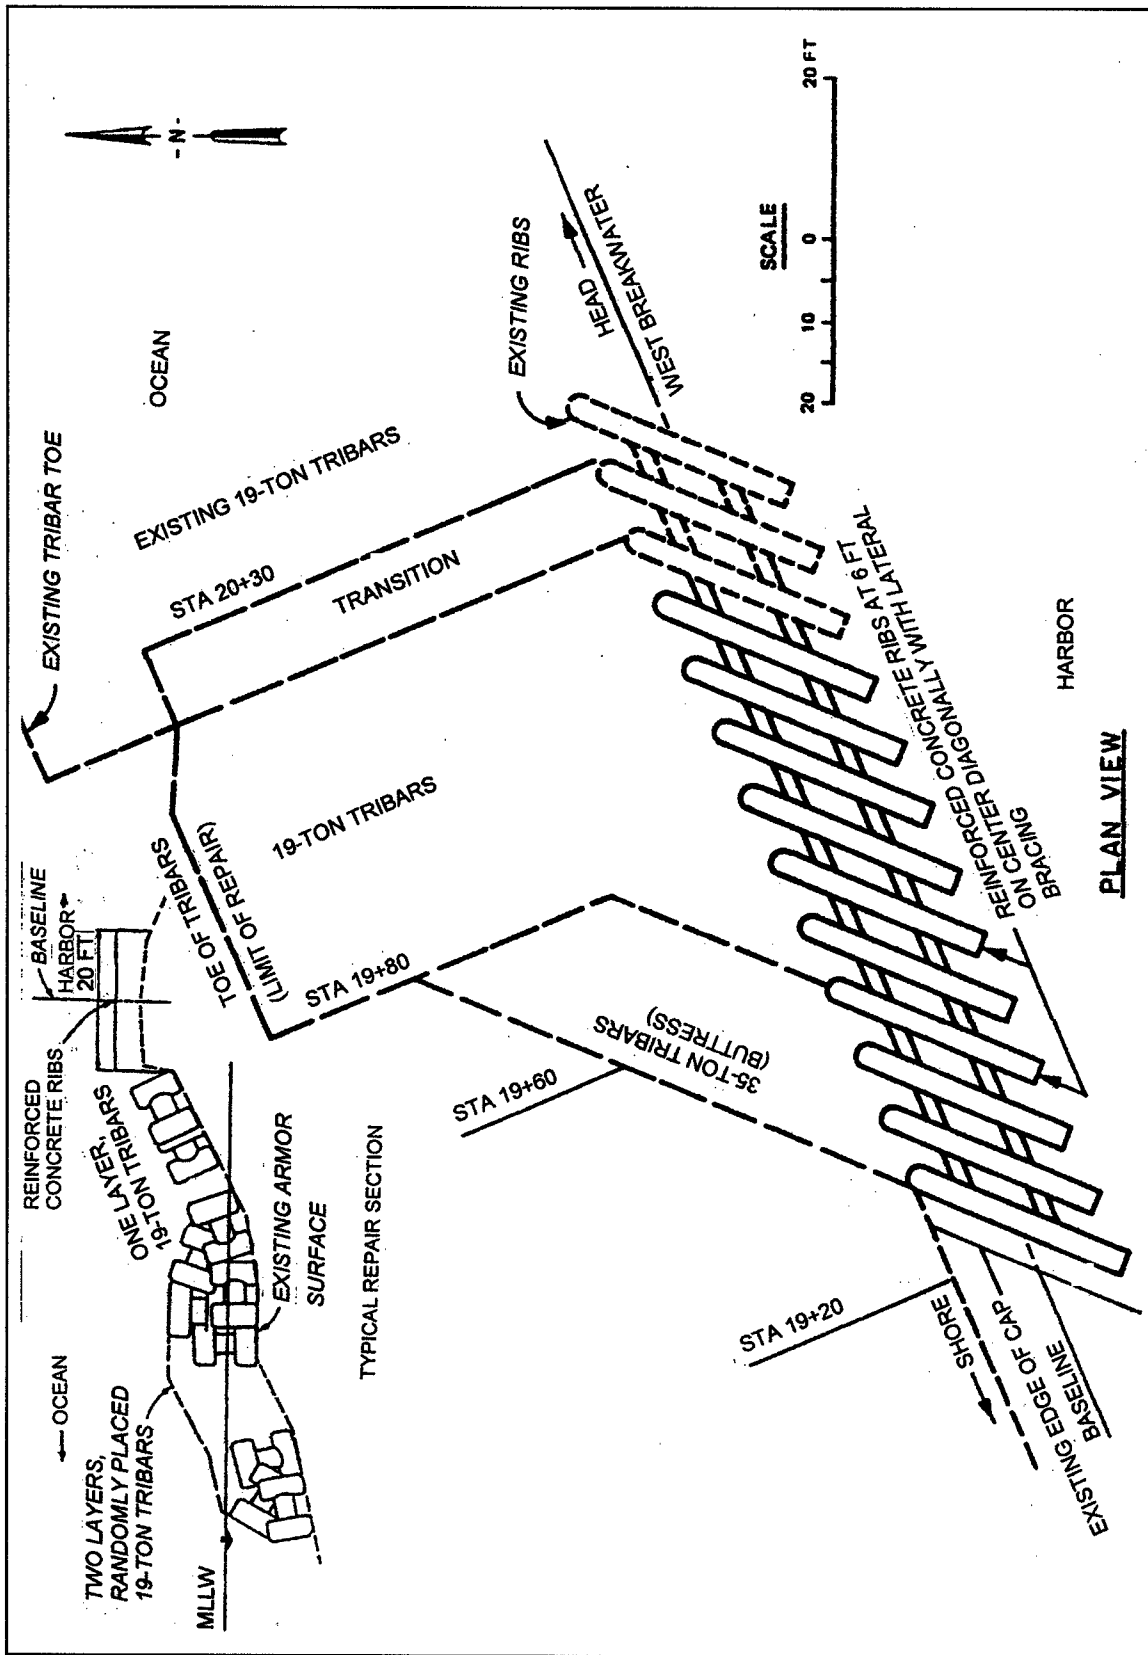 TWO LAYERS,
RANDOMLY PLACED
19-TON TRIBARS
← OCEAN
MLLW
REINFORCED
CONCRETE RIBS
ONE LAYER,
19-TON TRIBARS
BASELINE
HARBOR →
20 FT
EXISTING ARMOR
SURFACE
TYPICAL REPAIR SECTION
EXISTING TRIBAR TOE
OCEAN
- N -
TOE OF TRIBARS
(LIMIT OF REPAIR)
STA 20+30
EXISTING 19-TON TRIBARS
TRANSITION
19-TON TRIBARS
STA 19+80
STA 19+60
35-TON TRIBARS
(BUTTRESS)
STA 19+20
EXISTING RIBS
HEAD
WEST BREAKWATER
SHORE
EXISTING EDGE OF CAP
BASELINE
REINFORCED CONCRETE RIBS AT 6 FT
ON CENTER DIAGONALLY WITH LATERAL
BRACING
HARBOR
SCALE
20 10 0 20 FT
PLAN VIEW